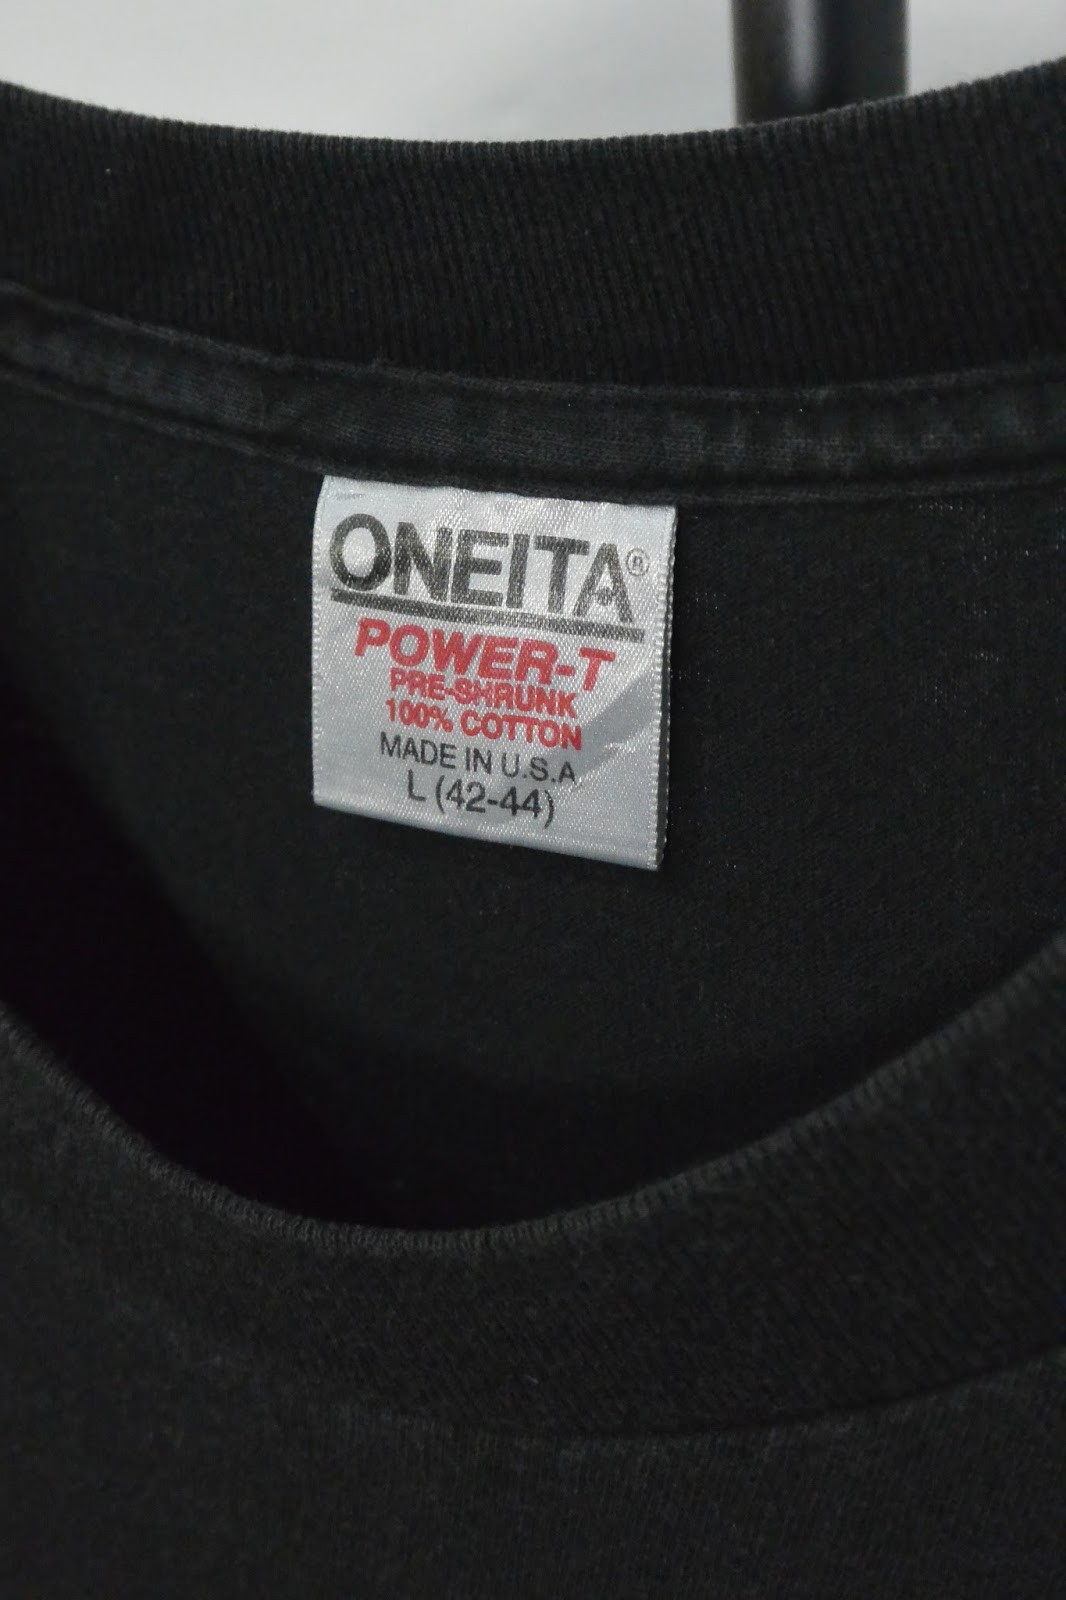 ONEITA®
POWER-T
PRE-SHRUNK
100% COTTON
MADE IN U.S.A
L (42-44)